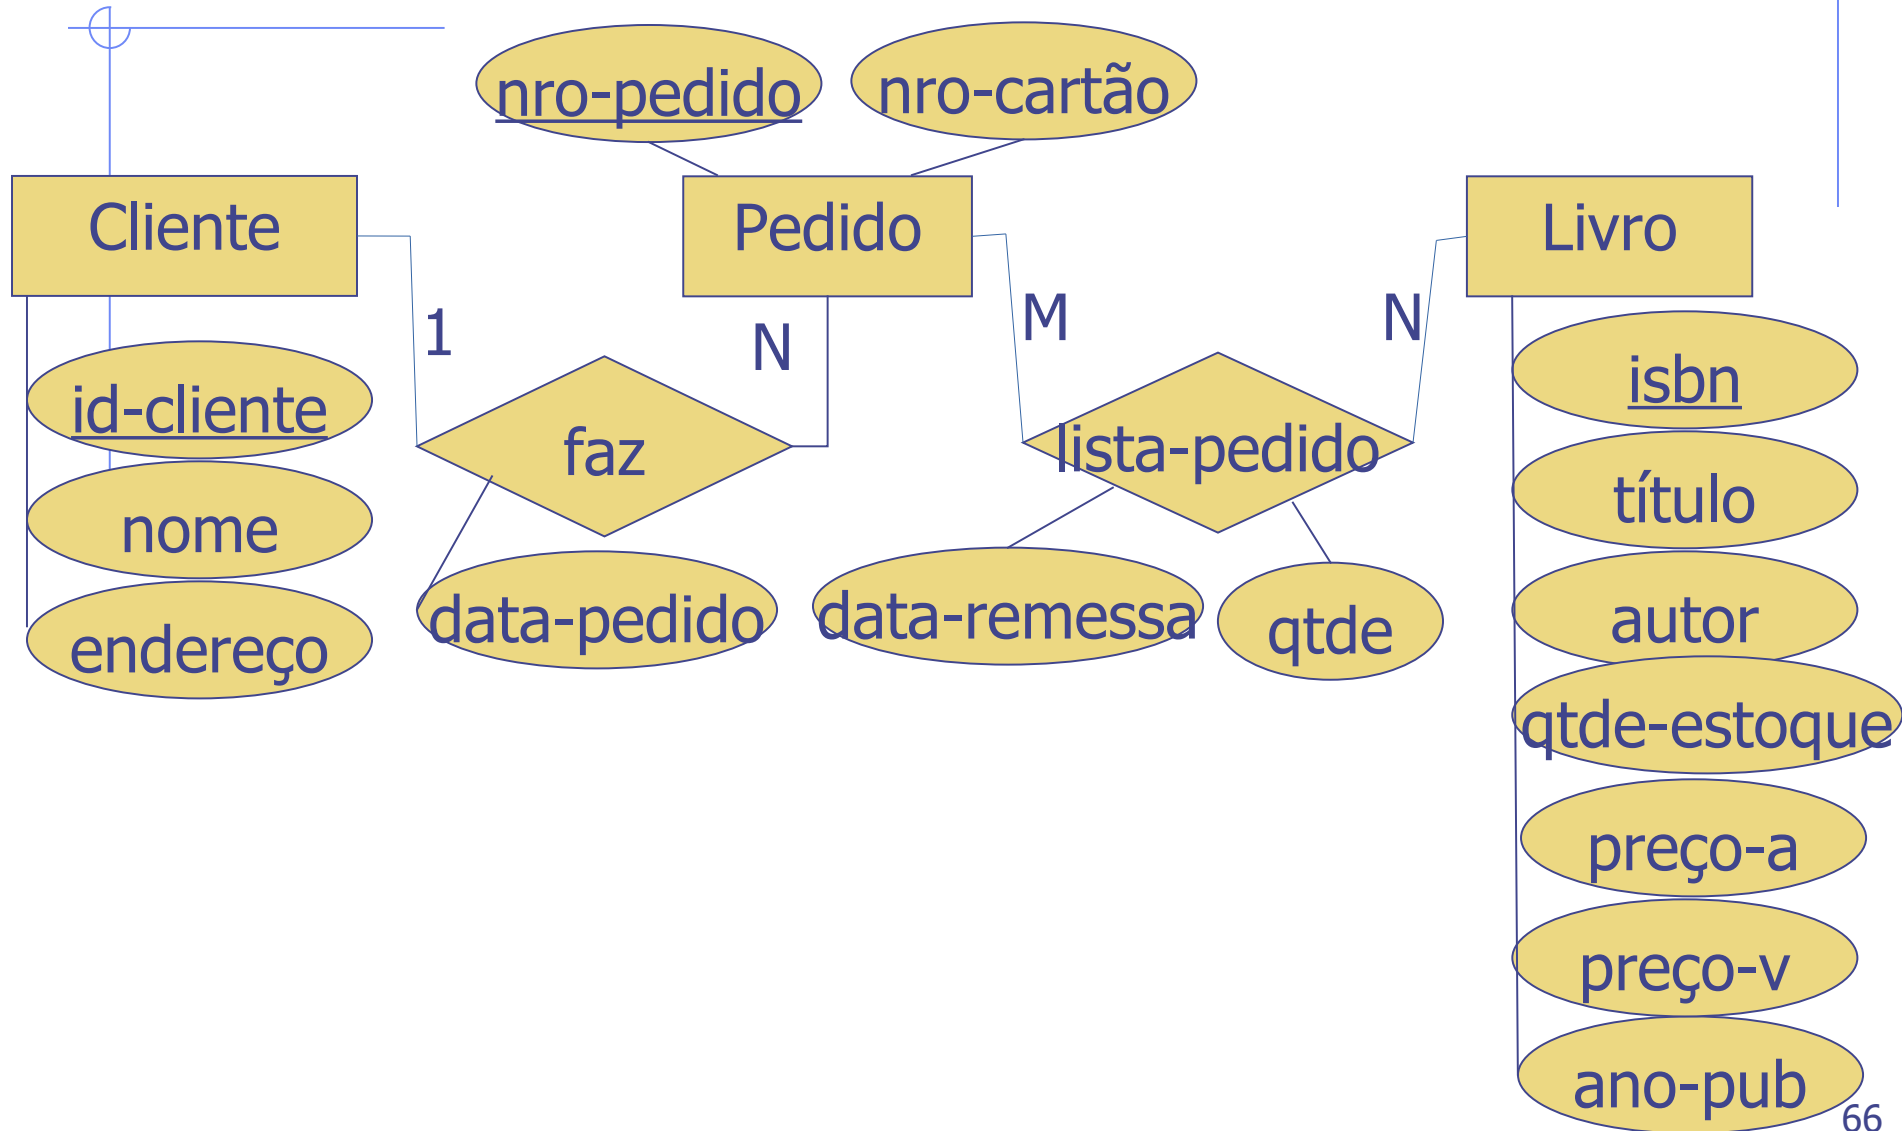 nro-pedido
nro-cartão
Cliente
Pedido
Livro
1
N
M
N
id-cliente
nome
endereço
faz
data-pedido
lista-pedido
data-remessa
qtde
isbn
título
autor
qtde-estoque
preço-a
preço-v
ano-pub
66